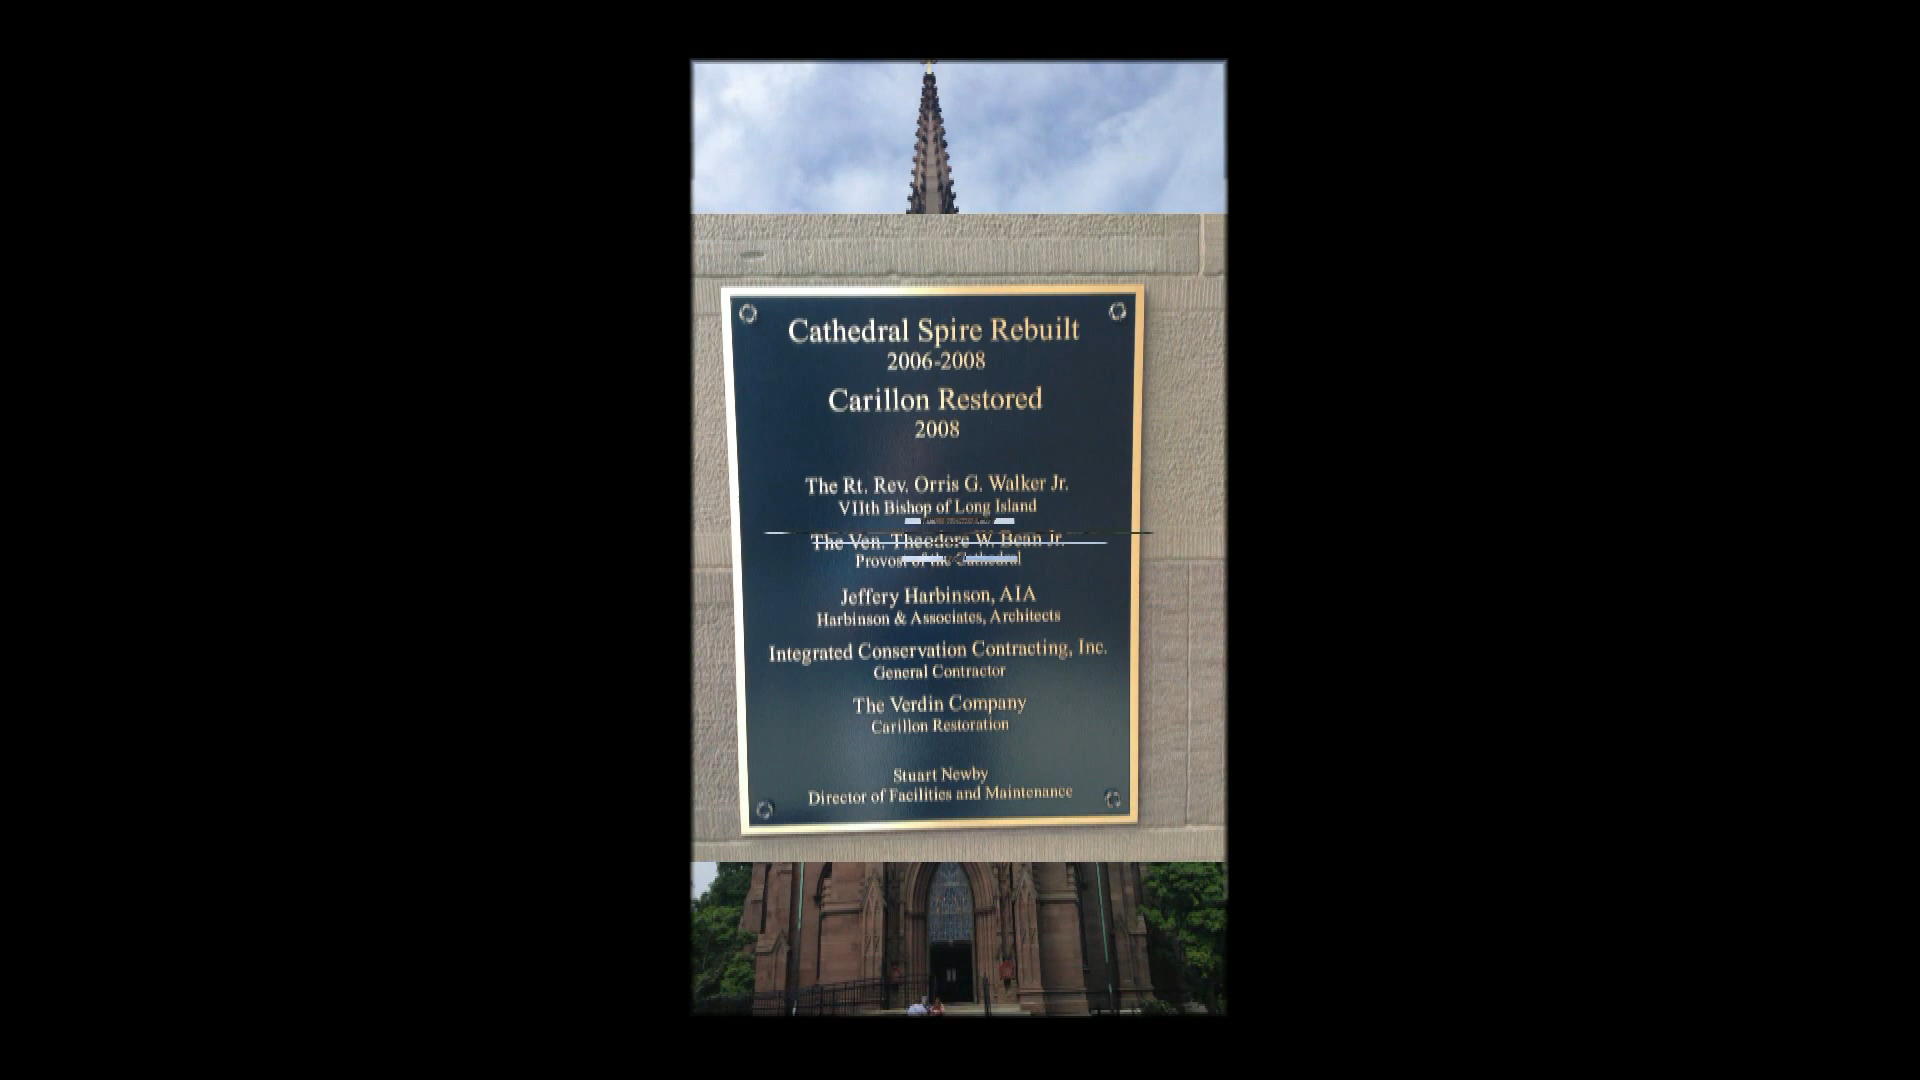 Cathedral Spire Rebuilt
2006-2008
Carillon Restored
2008
The Rt. Rev. Orris G. Walker Jr.
VIIth Bishop of Long Island
The Ven. Theodore W. Bean Jr.
Provost of the Cathedral
Jeffery Harbinson, AIA
Harbinson & Associates, Architects
Integrated Conservation Contracting, Inc.
General Contractor
The Verdin Company
Carillon Restoration
Stuart Newby
Director of Facilities and Maintenance